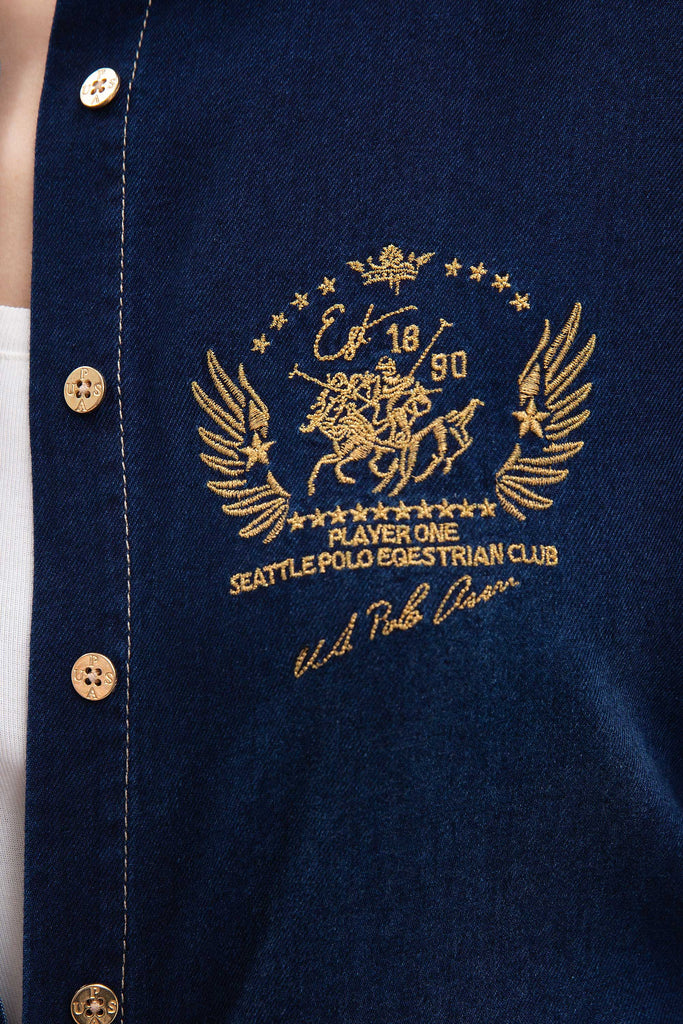 U P S A
Est 18
90
U P S A
PLAYER ONE
SEATTLE POLO EQESTRIAN CLUB
U.S. Polo Assn
U P S A
U P S A